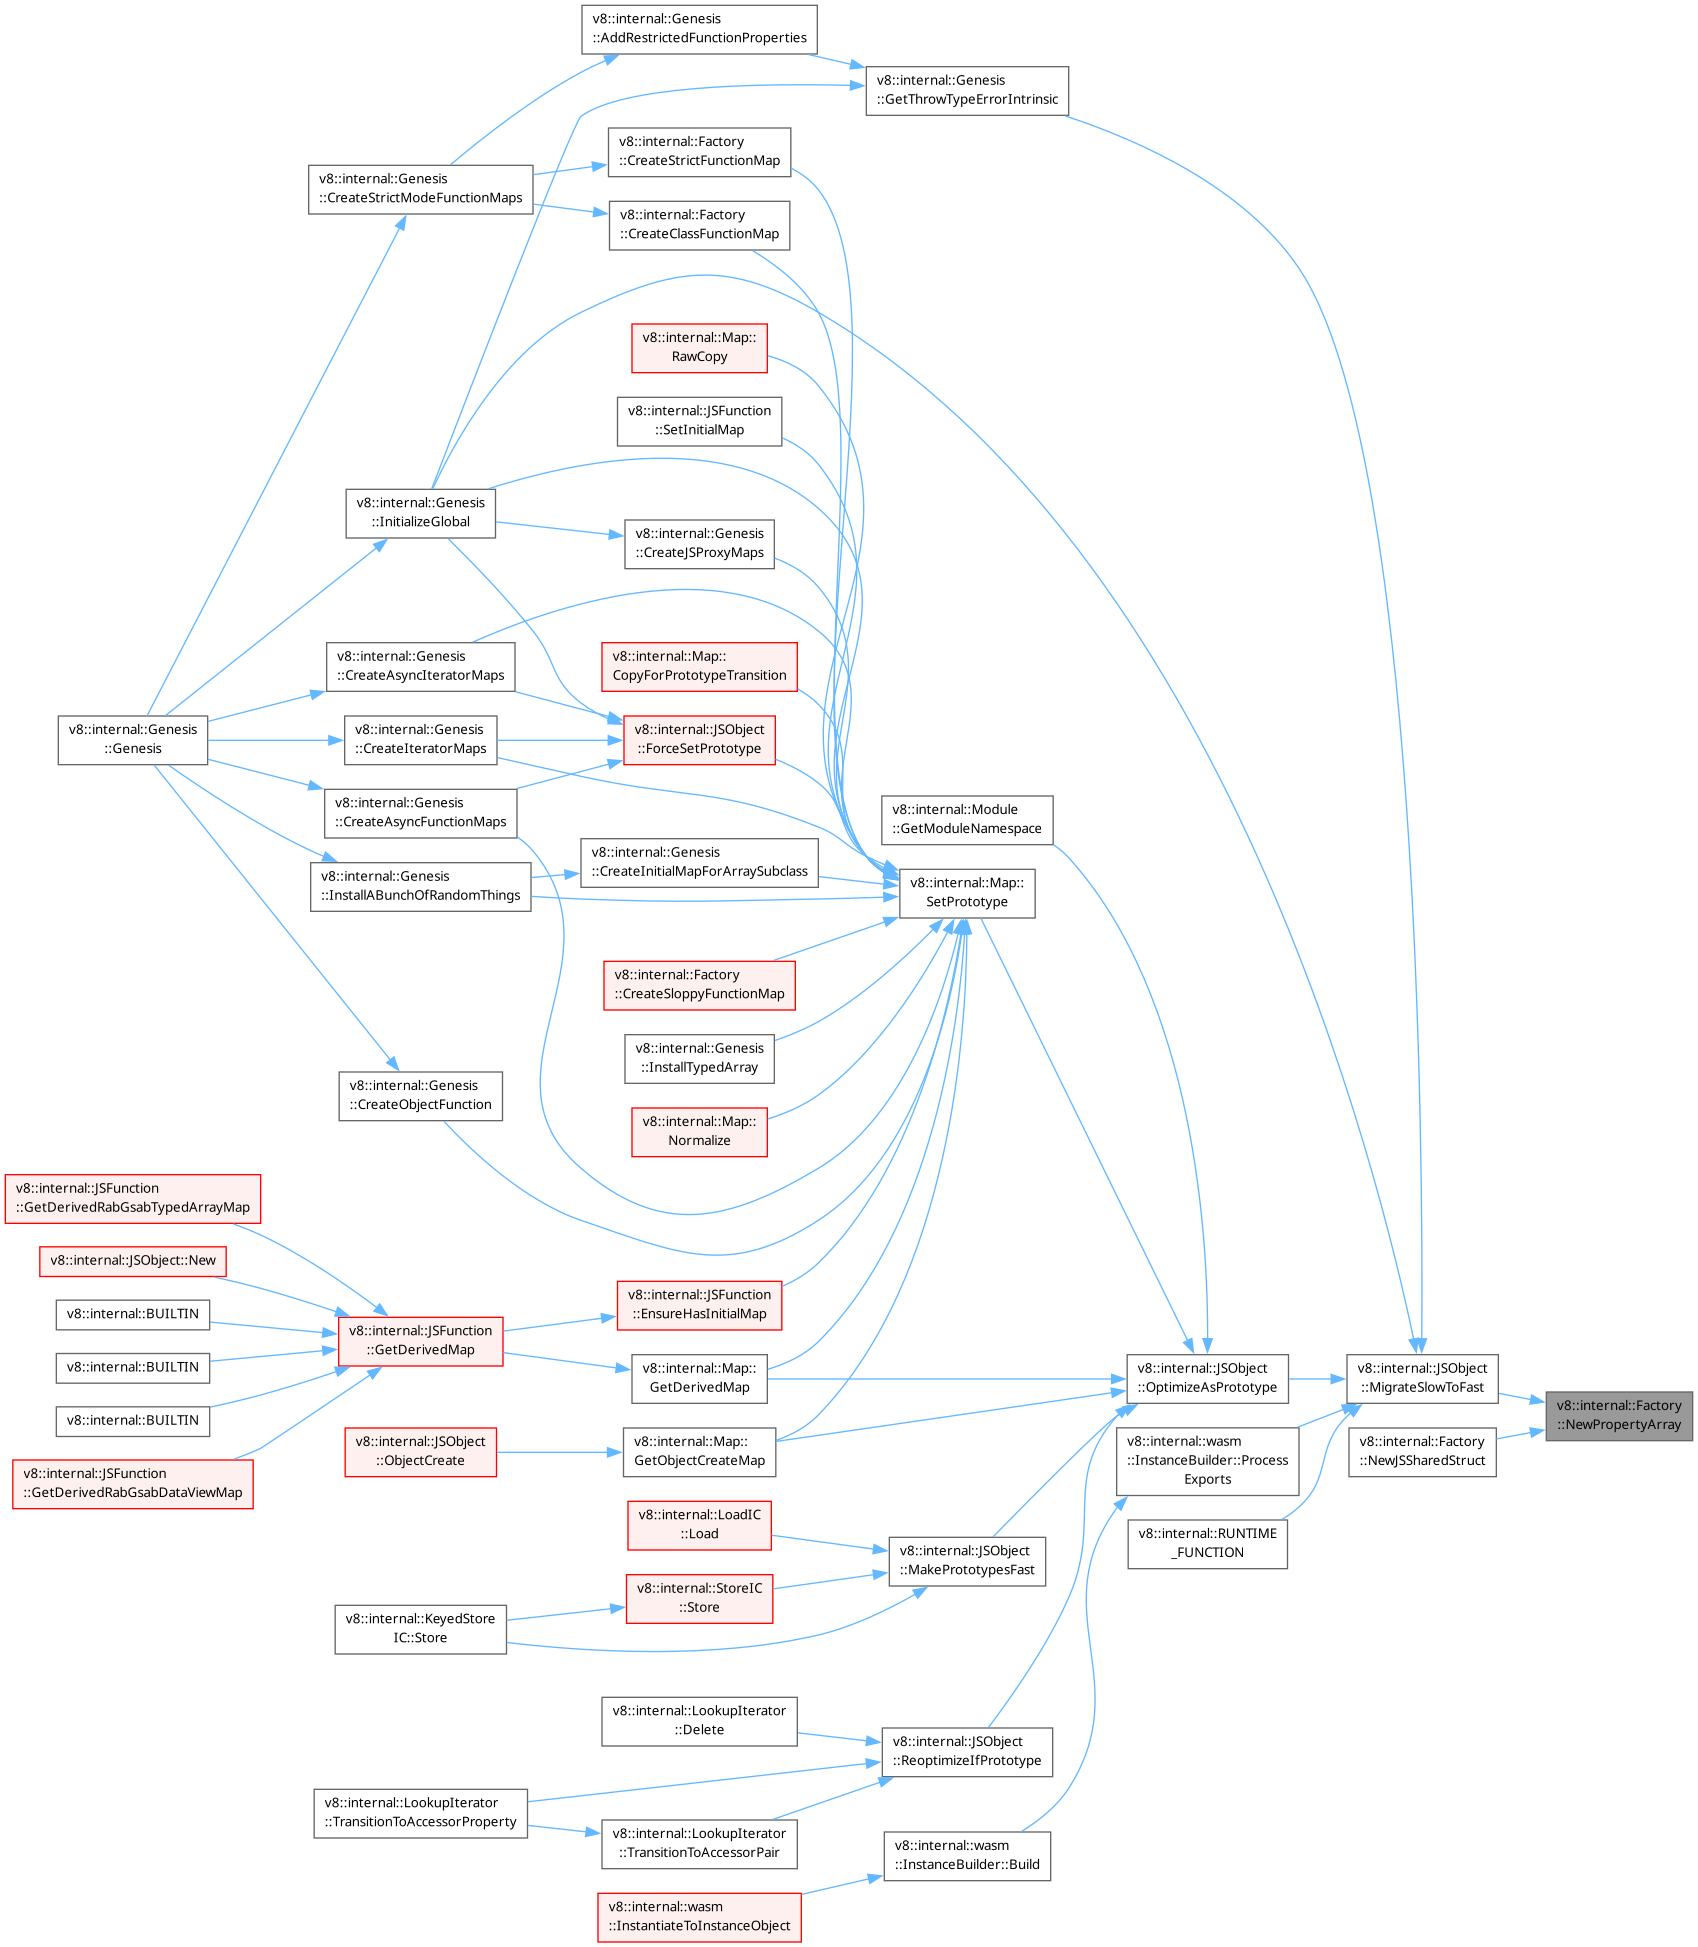 v8::internal::Genesis
::AddRestrictedFunctionProperties
v8::internal::Genesis
::GetThrowTypeErrorIntrinsic
v8::internal::Factory
::CreateStrictFunctionMap
v8::internal::Genesis
::CreateStrictModeFunctionMaps
v8::internal::Factory
::CreateClassFunctionMap
v8::internal::Map::
RawCopy
v8::internal::JSFunction
::SetInitialMap
v8::internal::Genesis
::InitializeGlobal
v8::internal::Genesis
::CreateJSProxyMaps
v8::internal::Genesis
::CreateAsyncIteratorMaps
v8::internal::Map::
CopyForPrototypeTransition
v8::internal::Genesis
::Genesis
v8::internal::Genesis
::CreateIteratorMaps
v8::internal::JSObject
::ForceSetPrototype
v8::internal::Genesis
::CreateAsyncFunctionMaps
v8::internal::Module
::GetModuleNamespace
v8::internal::Genesis
::InstallABunchOfRandomThings
v8::internal::Genesis
::CreateInitialMapForArraySubclass
v8::internal::Map::
SetPrototype
v8::internal::Factory
::CreateSloppyFunctionMap
v8::internal::Genesis
::InstallTypedArray
v8::internal::Genesis
::CreateObjectFunction
v8::internal::Map::
Normalize
v8::internal::JSFunction
::GetDerivedRabGsabTypedArrayMap
v8::internal::JSObject::New
v8::internal::BUILTIN
v8::internal::JSFunction
::GetDerivedMap
v8::internal::JSFunction
::EnsureHasInitialMap
v8::internal::BUILTIN
v8::internal::Map::
GetDerivedMap
v8::internal::JSObject
::OptimizeAsPrototype
v8::internal::JSObject
::MigrateSlowToFast
v8::internal::Factory
::NewPropertyArray
v8::internal::BUILTIN
v8::internal::JSObject
::ObjectCreate
v8::internal::Map::
GetObjectCreateMap
v8::internal::wasm
::InstanceBuilder::Process
Exports
v8::internal::Factory
::NewJSSharedStruct
v8::internal::JSFunction
::GetDerivedRabGsabDataViewMap
v8::internal::LoadIC
::Load
v8::internal::JSObject
::MakePrototypesFast
v8::internal::RUNTIME
_FUNCTION
v8::internal::KeyedStore
IC::Store
v8::internal::StoreIC
::Store
v8::internal::LookupIterator
::Delete
v8::internal::JSObject
::ReoptimizeIfPrototype
v8::internal::LookupIterator
::TransitionToAccessorProperty
v8::internal::LookupIterator
::TransitionToAccessorPair
v8::internal::wasm
::InstanceBuilder::Build
v8::internal::wasm
::InstantiateToInstanceObject